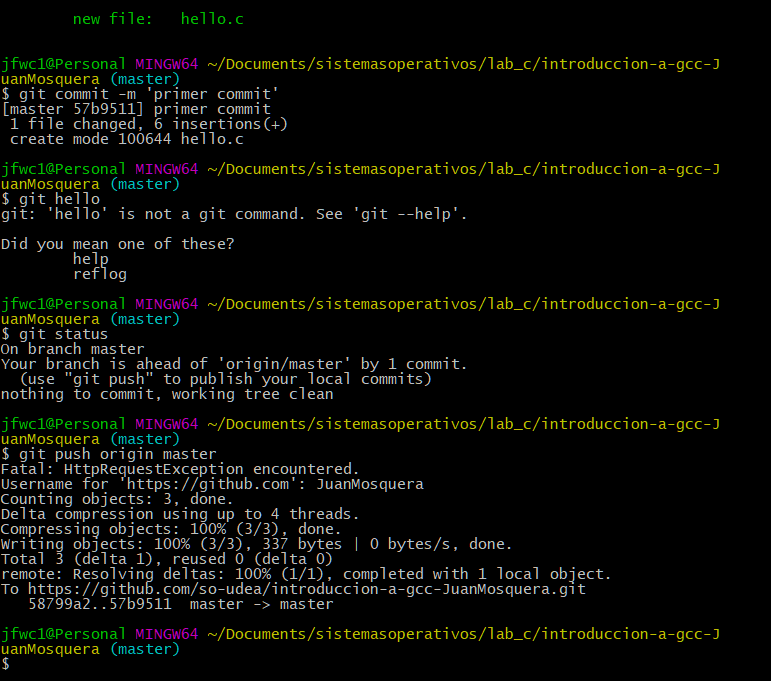 new file:   hello.c
jfwc1@Personal MINGW64 ~/Documents/sistemasoperativos/lab_c/introduccion-a-gcc-J
uanMosquera (master)
$ git commit -m 'primer commit'
[master 57b9511] primer commit
 1 file changed, 6 insertions(+)
 create mode 100644 hello.c
jfwc1@Personal MINGW64 ~/Documents/sistemasoperativos/lab_c/introduccion-a-gcc-J
uanMosquera (master)
$ git hello
git: 'hello' is not a git command. See 'git --help'.
Did you mean one of these?
        help
        reflog
jfwc1@Personal MINGW64 ~/Documents/sistemasoperativos/lab_c/introduccion-a-gcc-J
uanMosquera (master)
$ git status
On branch master
Your branch is ahead of 'origin/master' by 1 commit.
  (use "git push" to publish your local commits)
nothing to commit, working tree clean
jfwc1@Personal MINGW64 ~/Documents/sistemasoperativos/lab_c/introduccion-a-gcc-J
uanMosquera (master)
$ git push origin master
Fatal: HttpRequestException encountered.
Username for 'https://github.com': JuanMosquera
Counting objects: 3, done.
Delta compression using up to 4 threads.
Compressing objects: 100% (3/3), done.
Writing objects: 100% (3/3), 337 bytes | 0 bytes/s, done.
Total 3 (delta 1), reused 0 (delta 0)
remote: Resolving deltas: 100% (1/1), completed with 1 local object.
To https://github.com/so-udea/introduccion-a-gcc-JuanMosquera.git
   58799a2..57b9511  master -> master
jfwc1@Personal MINGW64 ~/Documents/sistemasoperativos/lab_c/introduccion-a-gcc-J
uanMosquera (master)
$